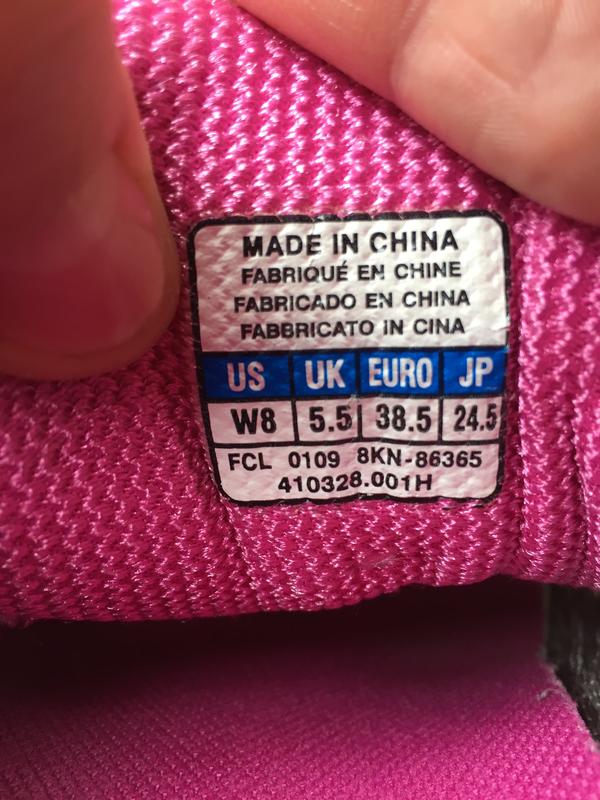 MADE IN CHINA
FABRIQUÉ EN CHINE
FABRICADO EN CHINA
FABBRICATO IN CINA
US UK EURO JP
W8 5.5 38.5 24.5
FCL 0109 8KN-86365
410328.001H